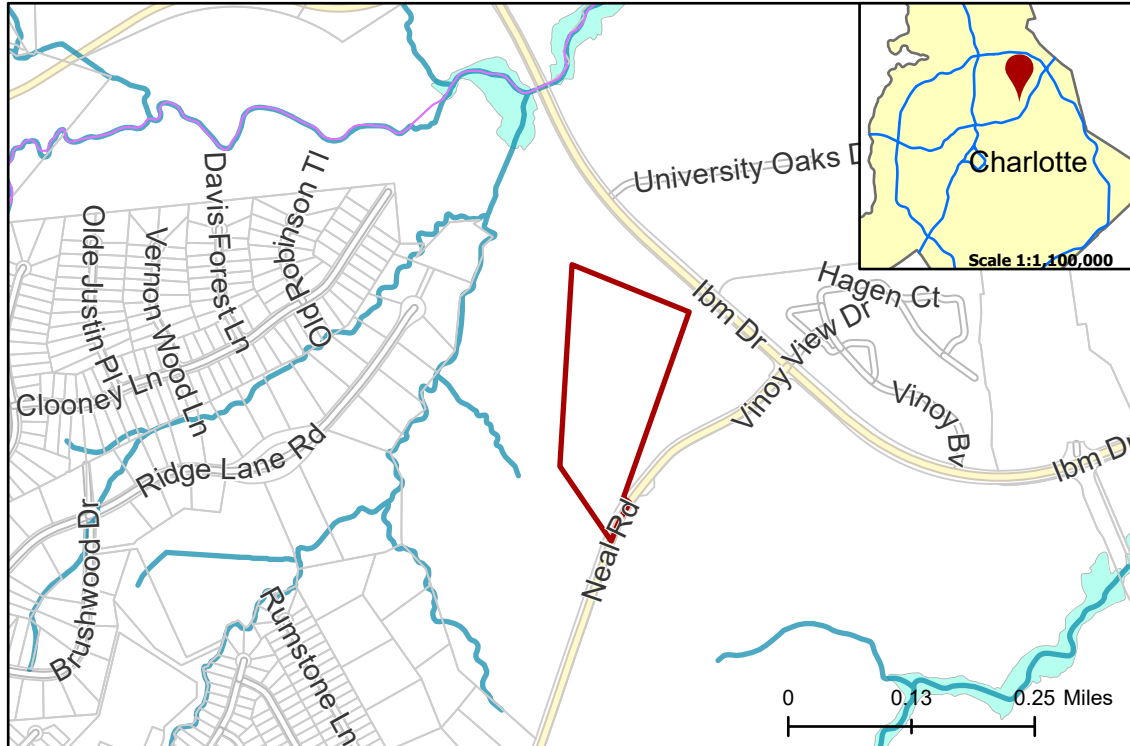 University Oaks D
Charlotte
Scale 1:1,100,000
Davis Forest Ln
Old Robinson Tl
Olde Justin Pl
Vernon Wood Ln
Hagen Ct
Ibm Dr
Vinoy View Dr
Clooney Ln
Vinoy Bv
Ridge Lane Rd
Ibm Dr
Brushwood Dr
Neal Rd
Rumstone Ln
0 0.13 0.25 Miles